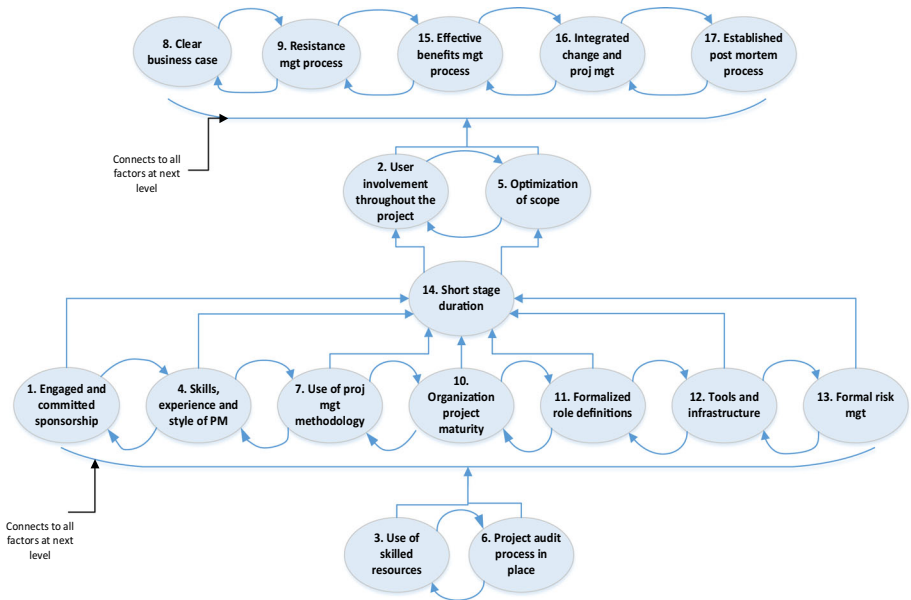 8. Clear
business case
9. Resistance
mgt process
15. Effective
benefits mgt
process
16. Integrated
change and
proj mgt
17. Established
post mortem
process
Connects to all
factors at next
level
2. User
involvement
throughout the
project
5. Optimization
of scope
14. Short stage
duration
1. Engaged and
committed
sponsorship
4. Skills,
experience and
style of PM
7. Use of proj
mgt
methodology
10.
Organization
project
maturity
11. Formalized
role definitions
12. Tools and
infrastructure
13. Formal risk
mgt
Connects to all
factors at next
level
3. Use of
skilled
resources
6. Project audit
process in
place